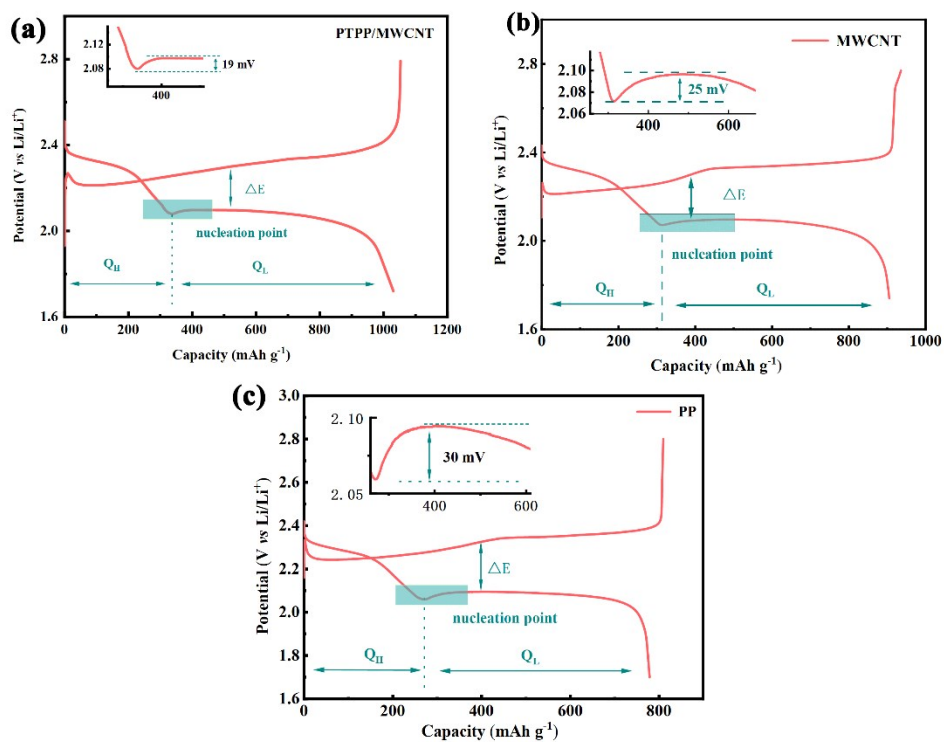 (a)
PTPP/MWCNT
2.12
2.10
2.08
19 mV
400
2.8
2.4
2.0
1.6
Potential (V vs Li/Li⁺)
△E
nucleation point
Q_H
Q_L
0 200 400 600 800 1000 1200
Capacity (mAh g⁻¹)
(b)
MWCNT
2.12
2.10
2.08
2.06
25 mV
400 600
2.8
2.4
2.0
1.6
Potential (V vs Li/Li⁺)
△E
nucleation point
Q_H
Q_L
0 200 400 600 800 1000
Capacity (mAh g⁻¹)
(c)
PP
2.10
2.05
30 mV
400 600
3.0
2.8
2.6
2.4
2.2
2.0
1.8
1.6
Potential (V vs Li/Li⁺)
△E
nucleation point
Q_H
Q_L
0 200 400 600 800
Capacity (mAh g⁻¹)